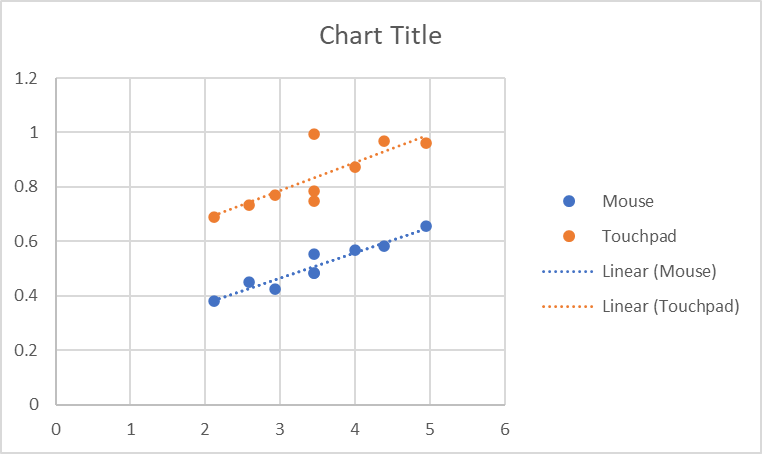 Chart Title
1.2
1
0.8
0.6
0.4
0.2
0
0 1 2 3 4 5 6
Mouse
Touchpad
Linear (Mouse)
Linear (Touchpad)